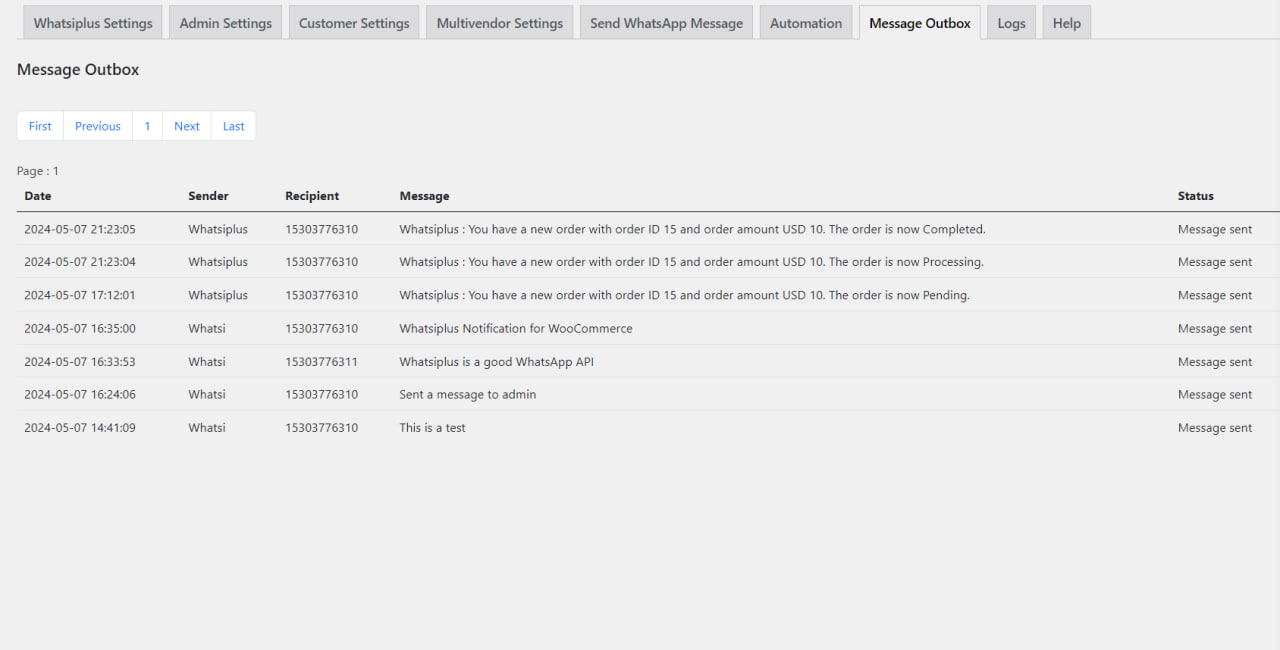 Whatsiplus Settings Admin Settings Customer Settings Multivendor Settings Send WhatsApp Message Automation Message Outbox Logs Help
Message Outbox
First Previous 1 Next Last
Page : 1
Date Sender Recipient Message Status
2024-05-07 21:23:05 Whatsiplus 15303776310 Whatsiplus : You have a new order with order ID 15 and order amount USD 10. The order is now Completed. Message sent
2024-05-07 21:23:04 Whatsiplus 15303776310 Whatsiplus : You have a new order with order ID 15 and order amount USD 10. The order is now Processing. Message sent
2024-05-07 17:12:01 Whatsiplus 15303776310 Whatsiplus : You have a new order with order ID 15 and order amount USD 10. The order is now Pending. Message sent
2024-05-07 16:35:00 Whatsi 15303776310 Whatsiplus Notification for WooCommerce Message sent
2024-05-07 16:33:53 Whatsi 15303776311 Whatsiplus is a good WhatsApp API Message sent
2024-05-07 16:24:06 Whatsi 15303776310 Sent a message to admin Message sent
2024-05-07 14:41:09 Whatsi 15303776310 This is a test Message sent